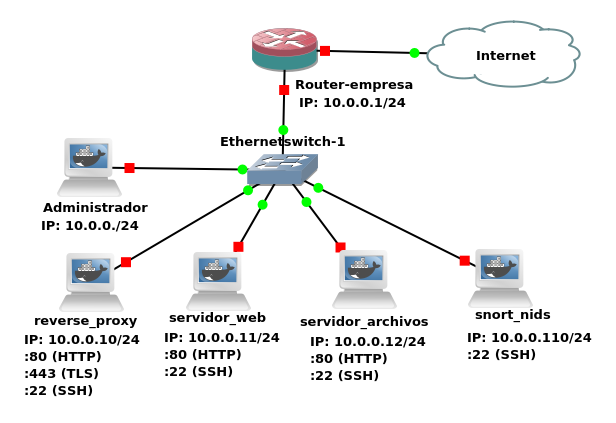 Internet
Router-empresa
IP: 10.0.0.1/24
Ethernetswitch-1
Administrador
IP: 10.0.0./24
reverse_proxy
IP: 10.0.0.10/24
:80 (HTTP)
:443 (TLS)
:22 (SSH)
servidor_web
IP: 10.0.0.11/24
:80 (HTTP)
:22 (SSH)
servidor_archivos
IP: 10.0.0.12/24
:80 (HTTP)
:22 (SSH)
snort_nids
IP: 10.0.0.110/24
:22 (SSH)